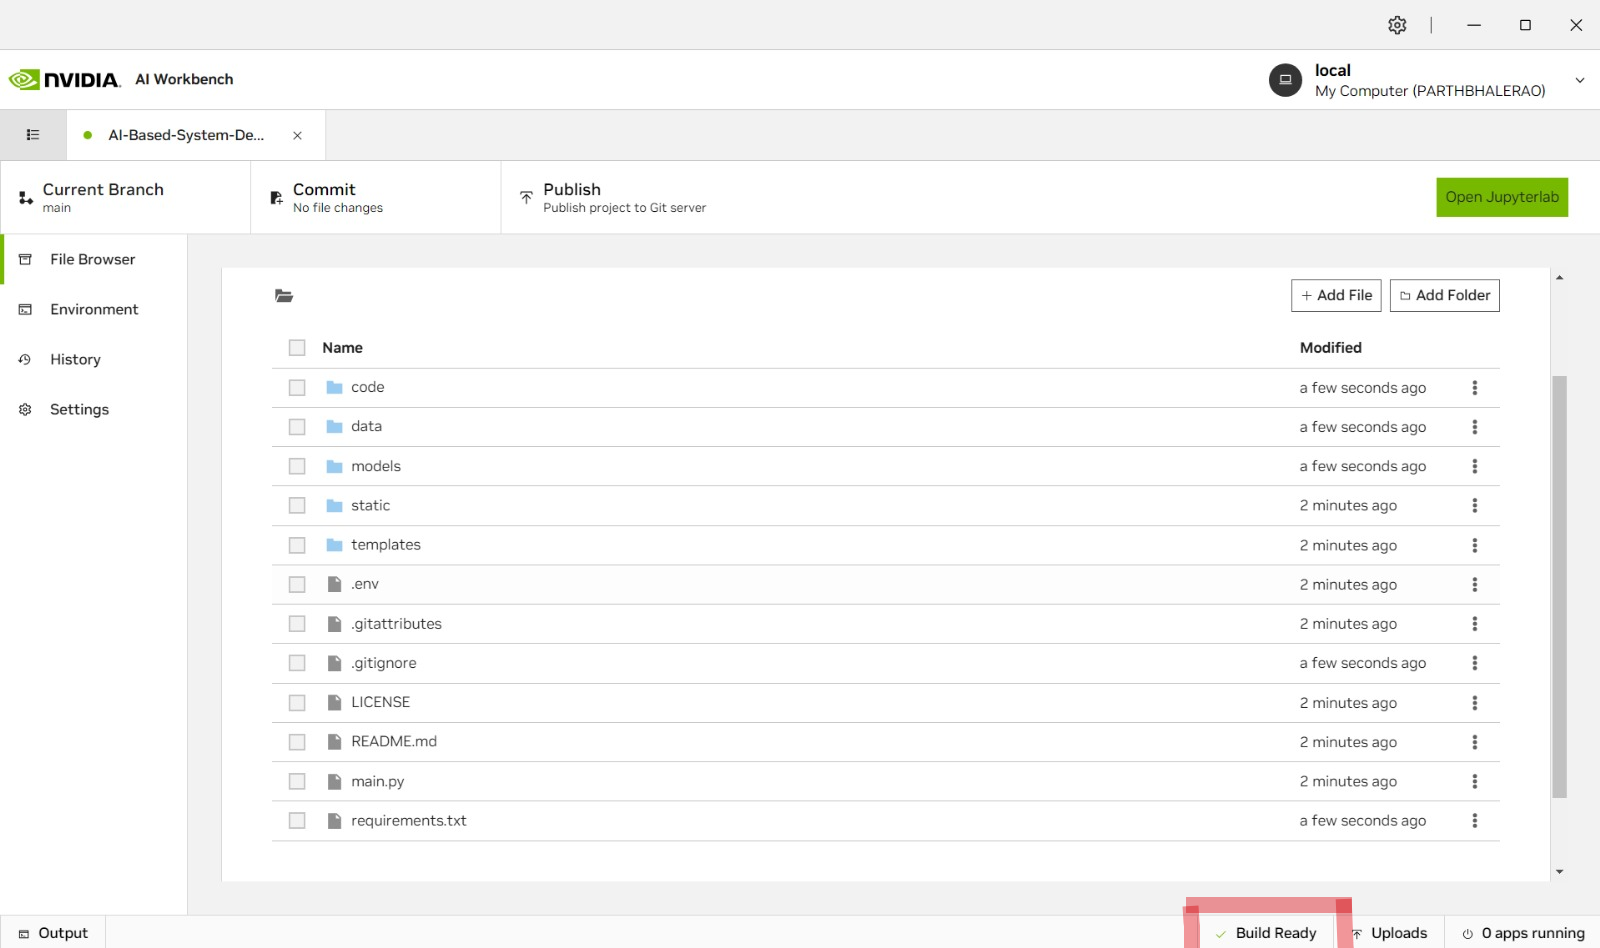 NVIDIA. AI Workbench
local
My Computer (PARTHBHALERAO)
AI-Based-System-De...
Current Branch
main
Commit
No file changes
Publish
Publish project to Git server
Open Jupyterlab
File Browser
Environment
History
Settings
Add File
Add Folder
Name Modified
code a few seconds ago
data a few seconds ago
models a few seconds ago
static 2 minutes ago
templates 2 minutes ago
.env 2 minutes ago
.gitattributes 2 minutes ago
.gitignore a few seconds ago
LICENSE 2 minutes ago
README.md 2 minutes ago
main.py 2 minutes ago
requirements.txt a few seconds ago
Output Build Ready Uploads 0 apps running